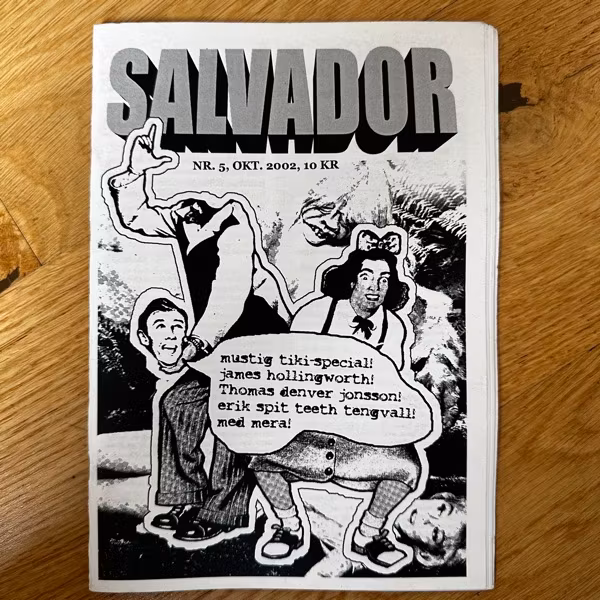 SALVADOR
NR. 5, OKT. 2002, 10 KR
mustig tiki-special!
james hollingworth!
Thomas denver jonsson!
erik spit teeth tengvall!
med mera!